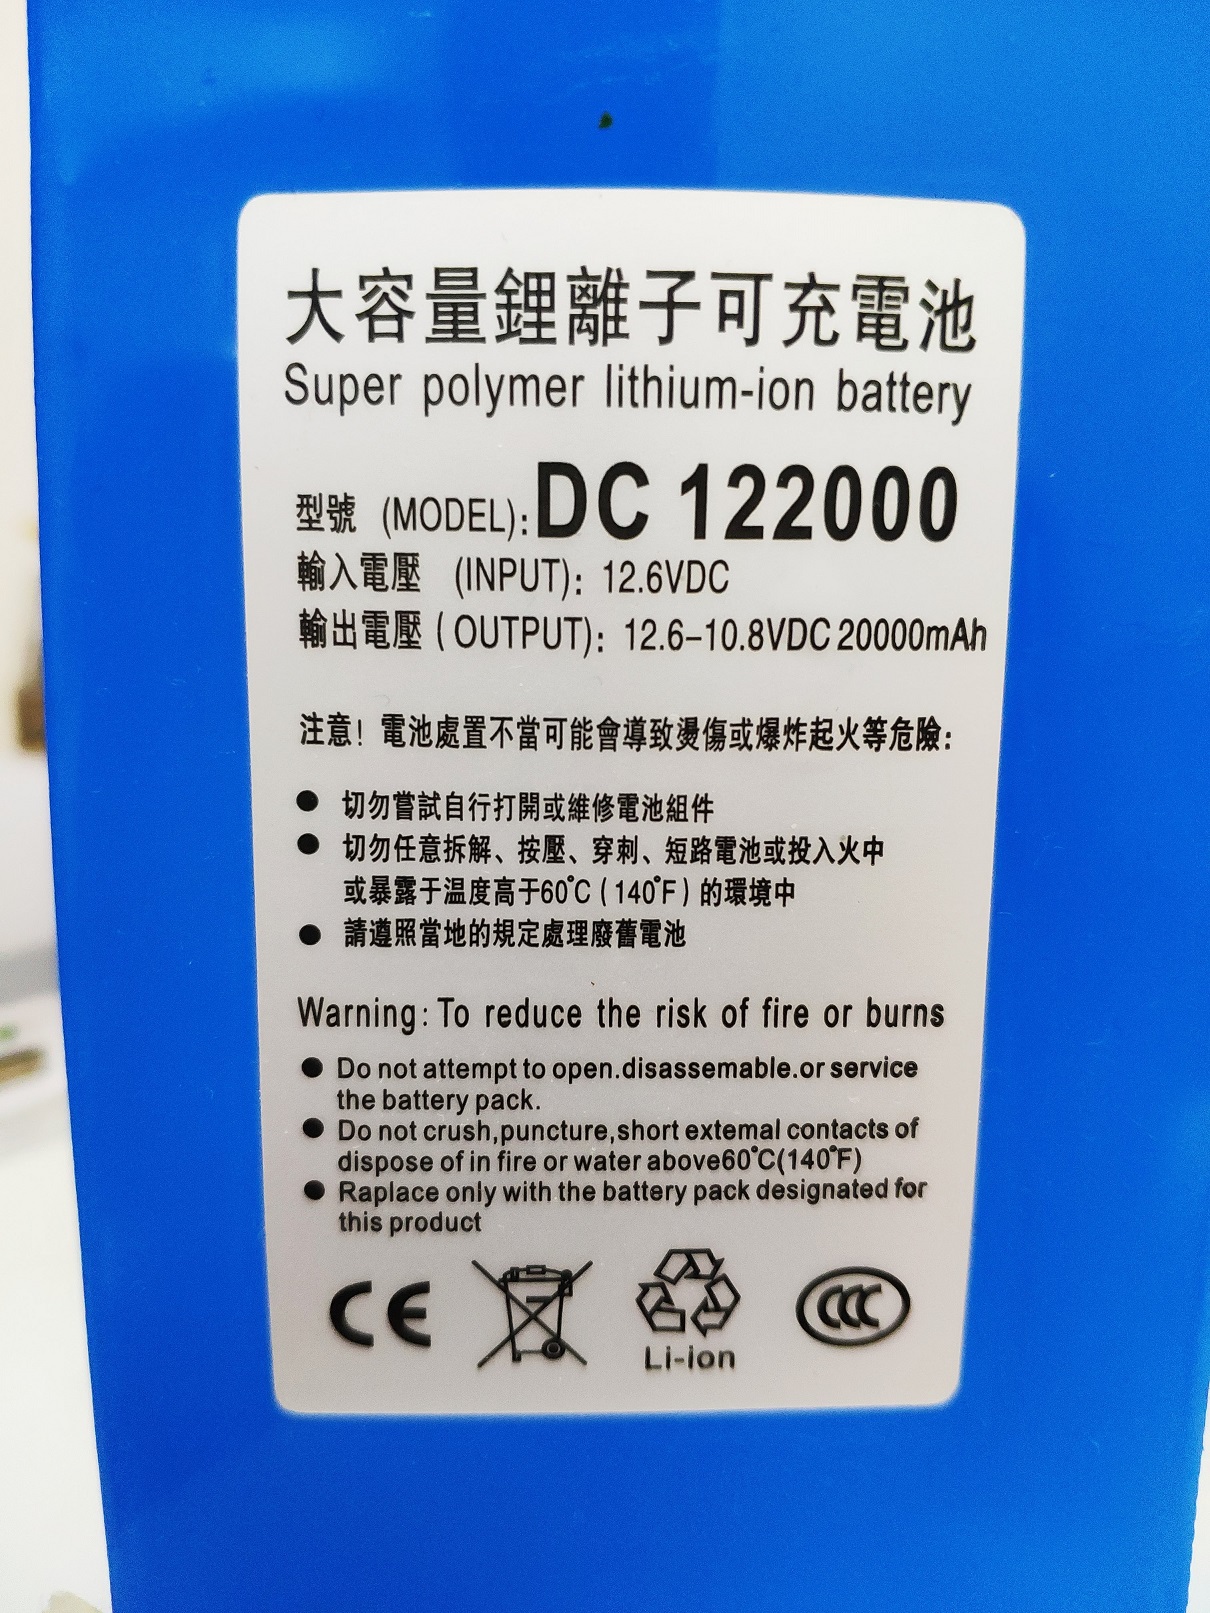 大容量鋰離子可充電池
Super polymer lithium-ion battery
型號 (MODEL): DC 122000
輸入電壓 (INPUT): 12.6VDC
輸出電壓 ( OUTPUT): 12.6-10.8VDC 20000mAh
注意! 電池處置不當可能會導致燙傷或爆炸起火等危險:
● 切勿嘗試自行打開或維修電池組件
● 切勿任意拆解、按壓、穿刺、短路電池或投入火中
或暴露于温度高于60°C ( 140°F ) 的環境中
● 請遵照當地的規定處理廢舊電池
Warning: To reduce the risk of fire or burns
● Do not attempt to open.disassemable.or service
the battery pack.
● Do not crush,puncture,short extemal contacts of
dispose of in fire or water above60°C(140°F)
● Raplace only with the battery pack designated for
this product
CE
Li-ion
CCC